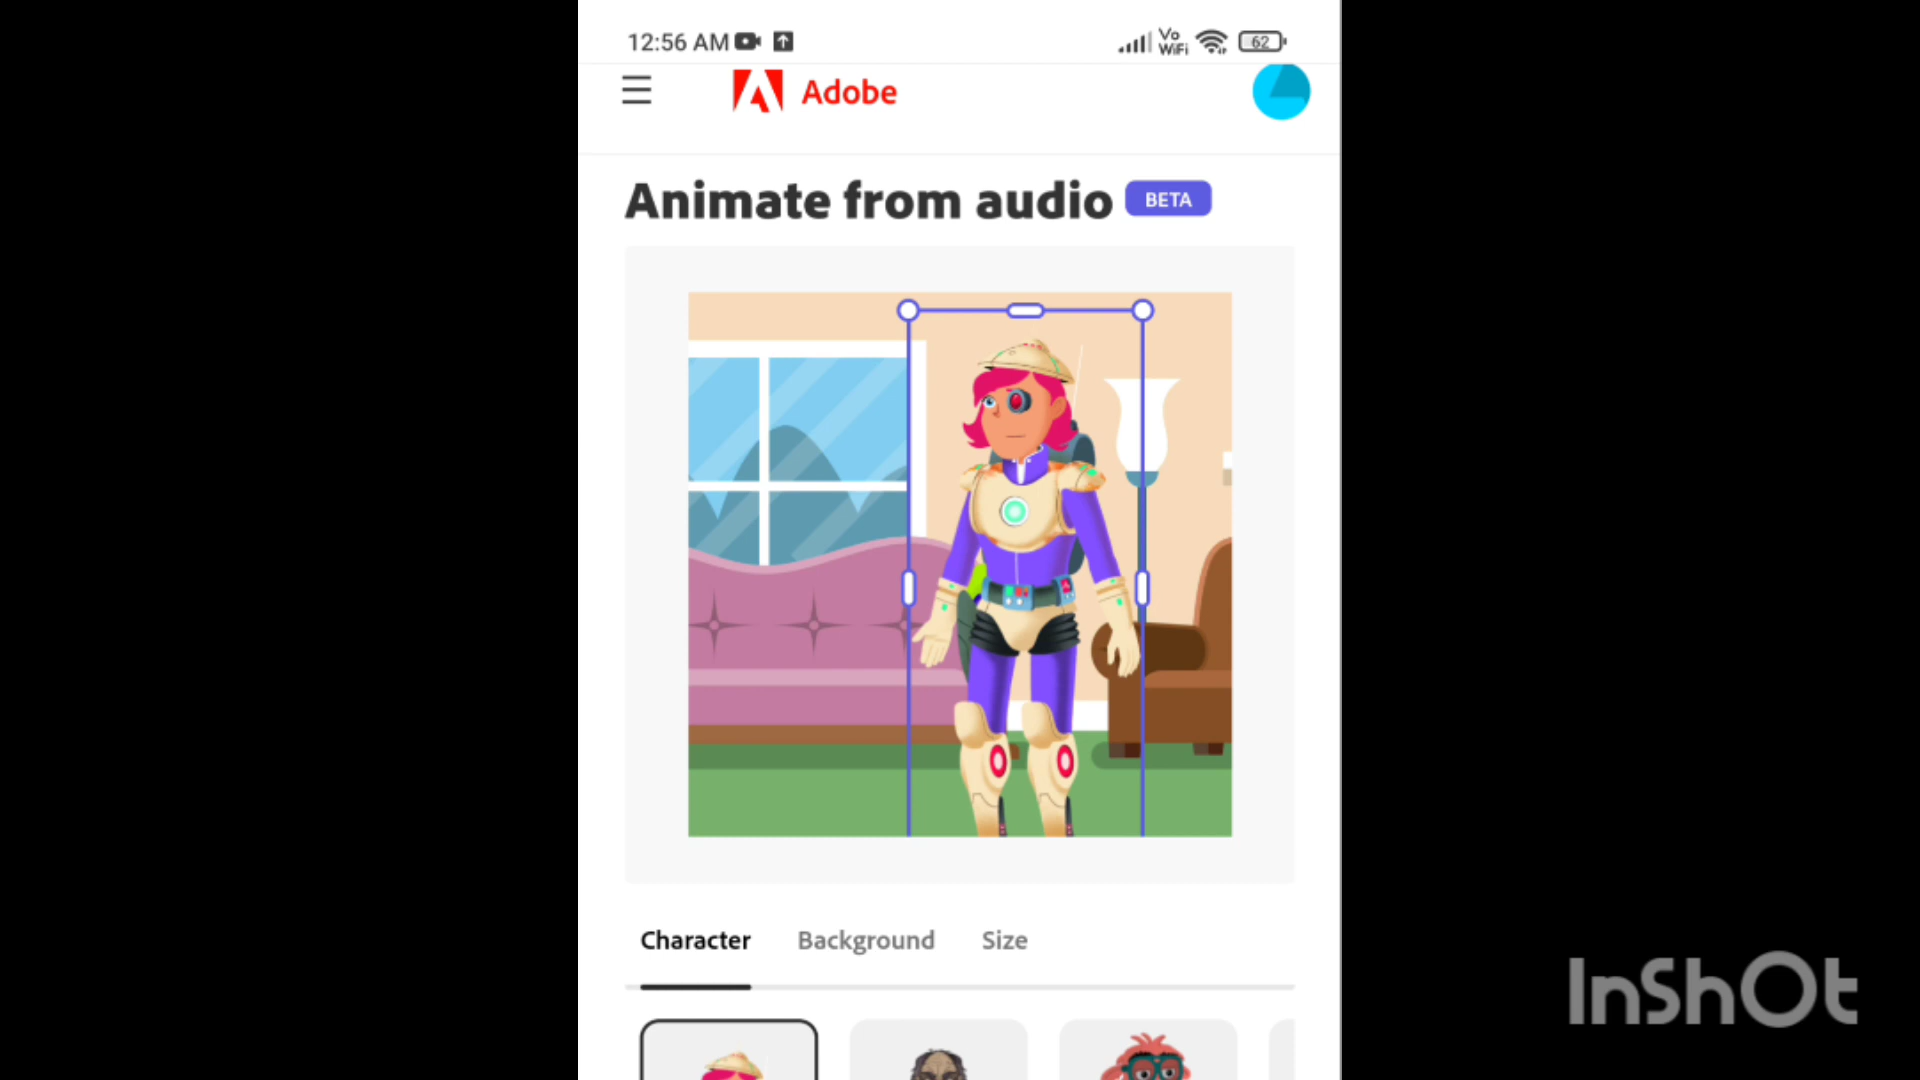 12:56 AM
Vo
WiFi
62
Adobe
Animate from audio BETA
Character Background Size
InShOt